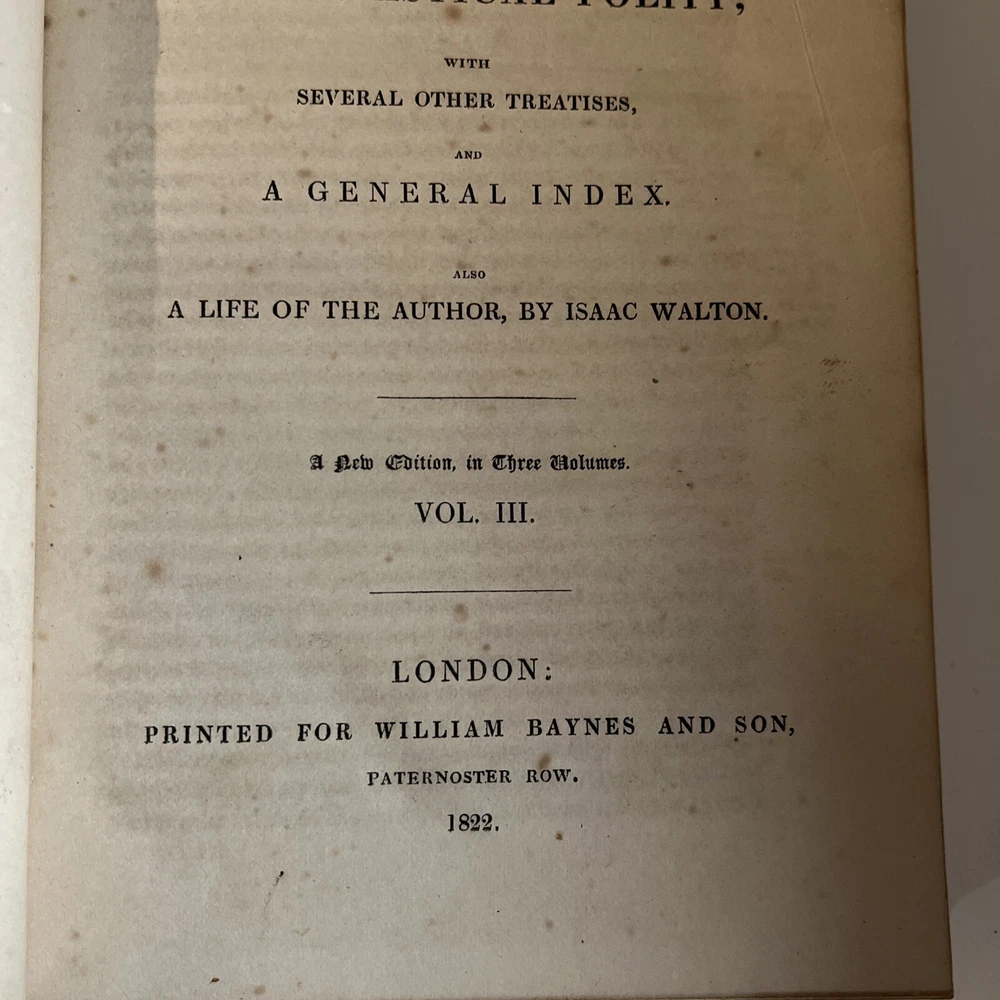 POLITY,
WITH
SEVERAL OTHER TREATISES,
AND
A GENERAL INDEX.
ALSO
A LIFE OF THE AUTHOR, BY ISAAC WALTON.
A New Edition, in Three Volumes.
VOL. III.
LONDON:
PRINTED FOR WILLIAM BAYNES AND SON,
PATERNOSTER ROW.
1822.